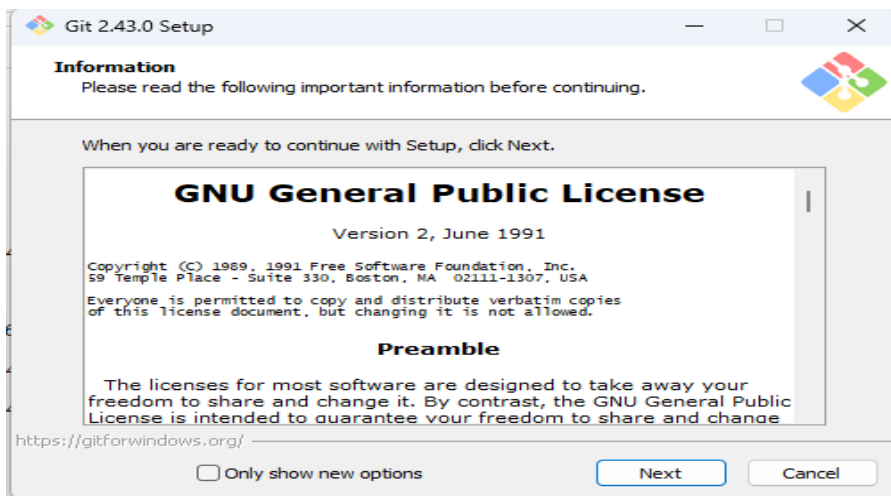 Git 2.43.0 Setup
Information
Please read the following important information before continuing.
When you are ready to continue with Setup, click Next.
GNU General Public License
Version 2, June 1991
Copyright (C) 1989, 1991 Free Software Foundation, Inc.
59 Temple Place - Suite 330, Boston, MA  02111-1307, USA
Everyone is permitted to copy and distribute verbatim copies
of this license document, but changing it is not allowed.
Preamble
The licenses for most software are designed to take away your
freedom to share and change it. By contrast, the GNU General Public
License is intended to guarantee your freedom to share and change
https://gitforwindows.org/
Only show new options
Next
Cancel